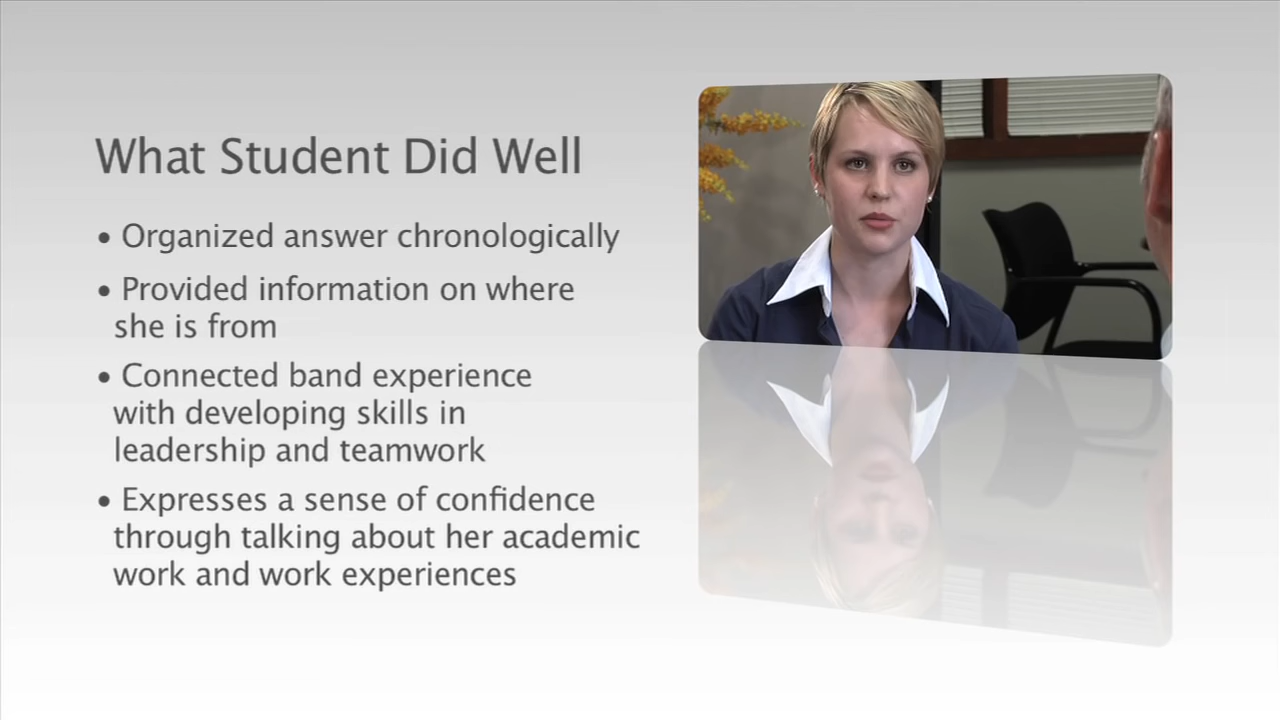 What Student Did Well
• Organized answer chronologically
• Provided information on where
she is from
• Connected band experience
with developing skills in
leadership and teamwork
• Expresses a sense of confidence
through talking about her academic
work and work experiences